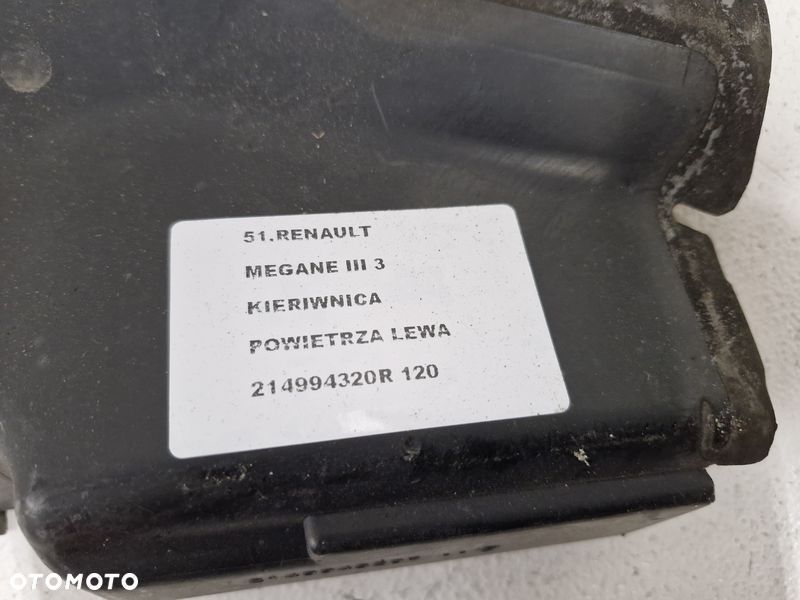 51.RENAULT
MEGANE III 3
KIERIWNICA
POWIETRZA LEWA
214994320R 120
OTOMOTO